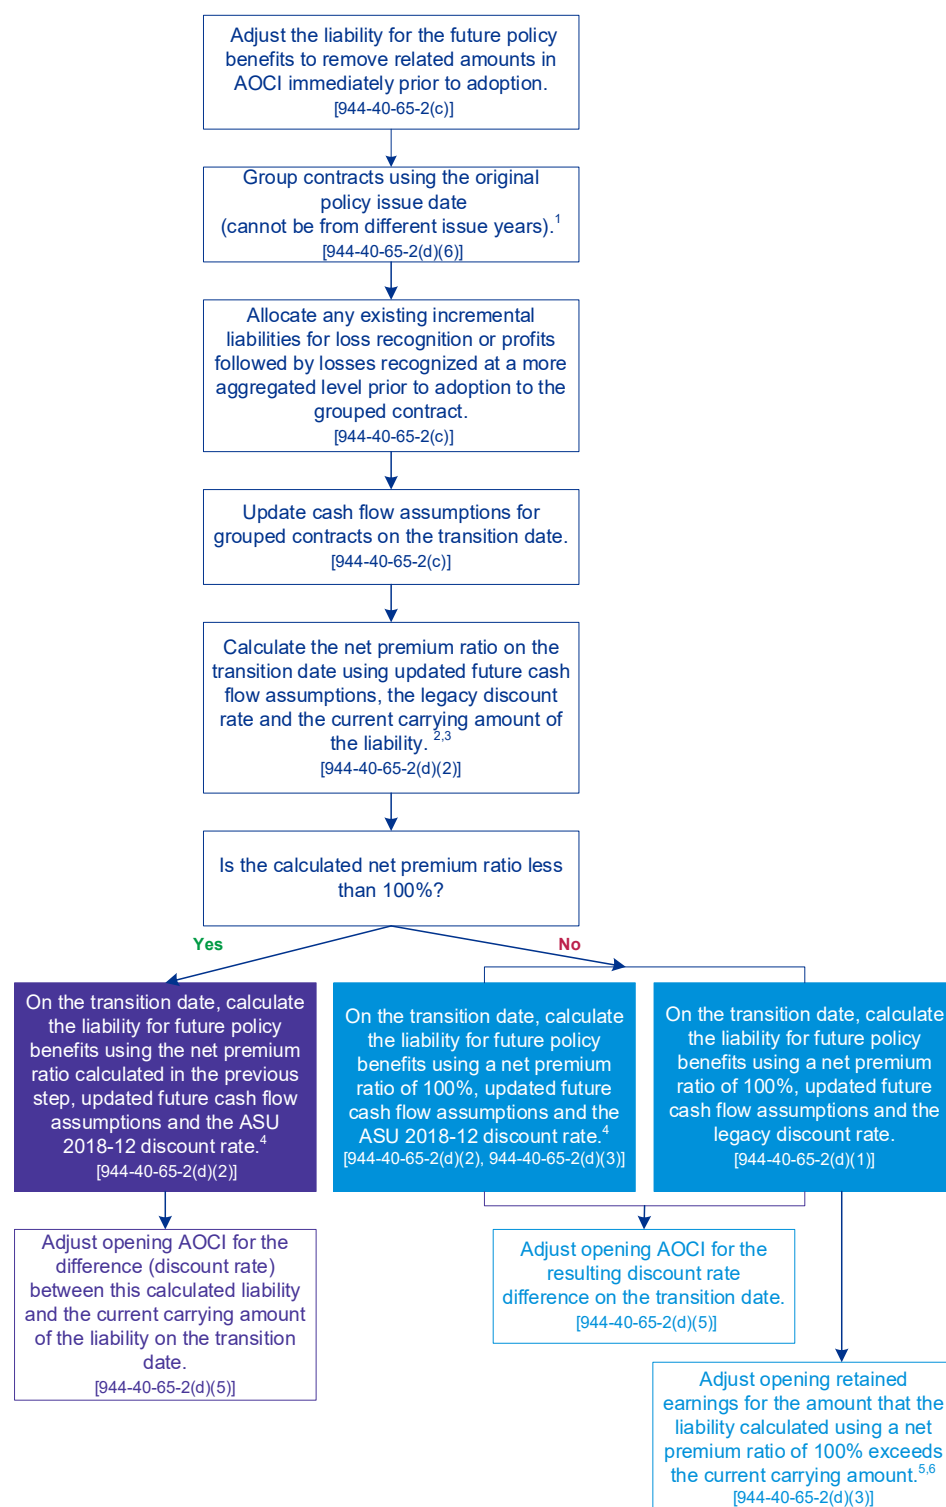 Adjust the liability for the future policy
benefits to remove related amounts in
AOCI immediately prior to adoption.
[944-40-65-2(c)]
Group contracts using the original
policy issue date
(cannot be from different issue years).1
[944-40-65-2(d)(6)]
Allocate any existing incremental
liabilities for loss recognition or profits
followed by losses recognized at a more
aggregated level prior to adoption to the
grouped contract.
[944-40-65-2(c)]
Update cash flow assumptions for
grouped contracts on the transition date.
[944-40-65-2(c)]
Calculate the net premium ratio on the
transition date using updated future cash
flow assumptions, the legacy discount
rate and the current carrying amount of
the liability. 2,3
[944-40-65-2(d)(2)]
Is the calculated net premium ratio less
than 100%?
Yes
No
On the transition date, calculate
the liability for future policy
benefits using the net premium
ratio calculated in the previous
step, updated future cash flow
assumptions and the ASU
2018-12 discount rate.4
[944-40-65-2(d)(2)]
On the transition date, calculate
the liability for future policy
benefits using a net premium
ratio of 100%, updated future
cash flow assumptions and the
ASU 2018-12 discount rate.4
[944-40-65-2(d)(2), 944-40-65-2(d)(3)]
On the transition date, calculate
the liability for future policy
benefits using a net premium
ratio of 100%, updated future
cash flow assumptions and the
legacy discount rate.
[944-40-65-2(d)(1)]
Adjust opening AOCI for the
difference (discount rate)
between this calculated liability
and the current carrying amount
of the liability on the transition
date.
[944-40-65-2(d)(5)]
Adjust opening AOCI for the
resulting discount rate
difference on the transition date.
[944-40-65-2(d)(5)]
Adjust opening retained
earnings for the amount that the
liability calculated using a net
premium ratio of 100% exceeds
the current carrying amount.5,6
[944-40-65-2(d)(3)]